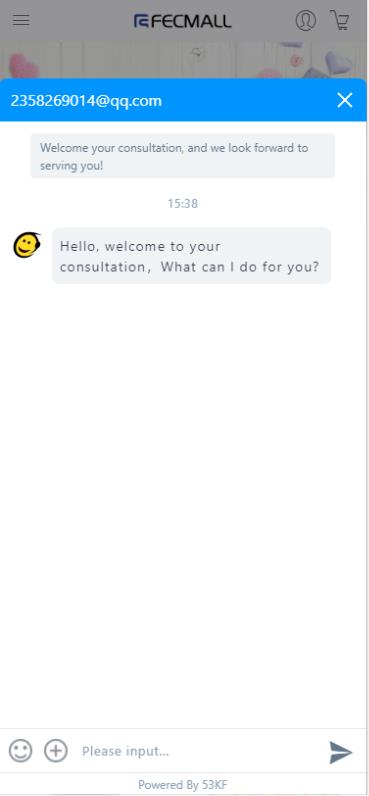 FECMALL
2358269014@qq.com
Welcome your consultation, and we look forward to
serving you!
15:38
Hello, welcome to your
consultation，What can I do for you?
Please input...
Powered By 53KF